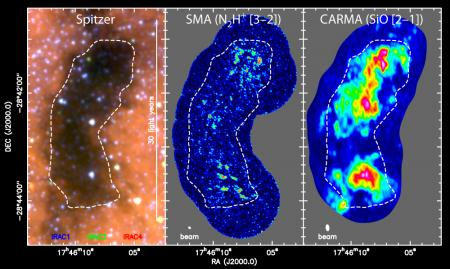 Spitzer
SMA (N₂H⁺ [3–2])
CARMA (SiO [2–1])
DEC (J2000.0)
−28°42'00"
−28°44'00"
30 light years
IRAC1
IRAC4
beam
beam
17ʰ46ᵐ10ˢ
05ˢ
17ʰ46ᵐ10ˢ
05ˢ
17ʰ46ᵐ10ˢ
05ˢ
RA (J2000.0)